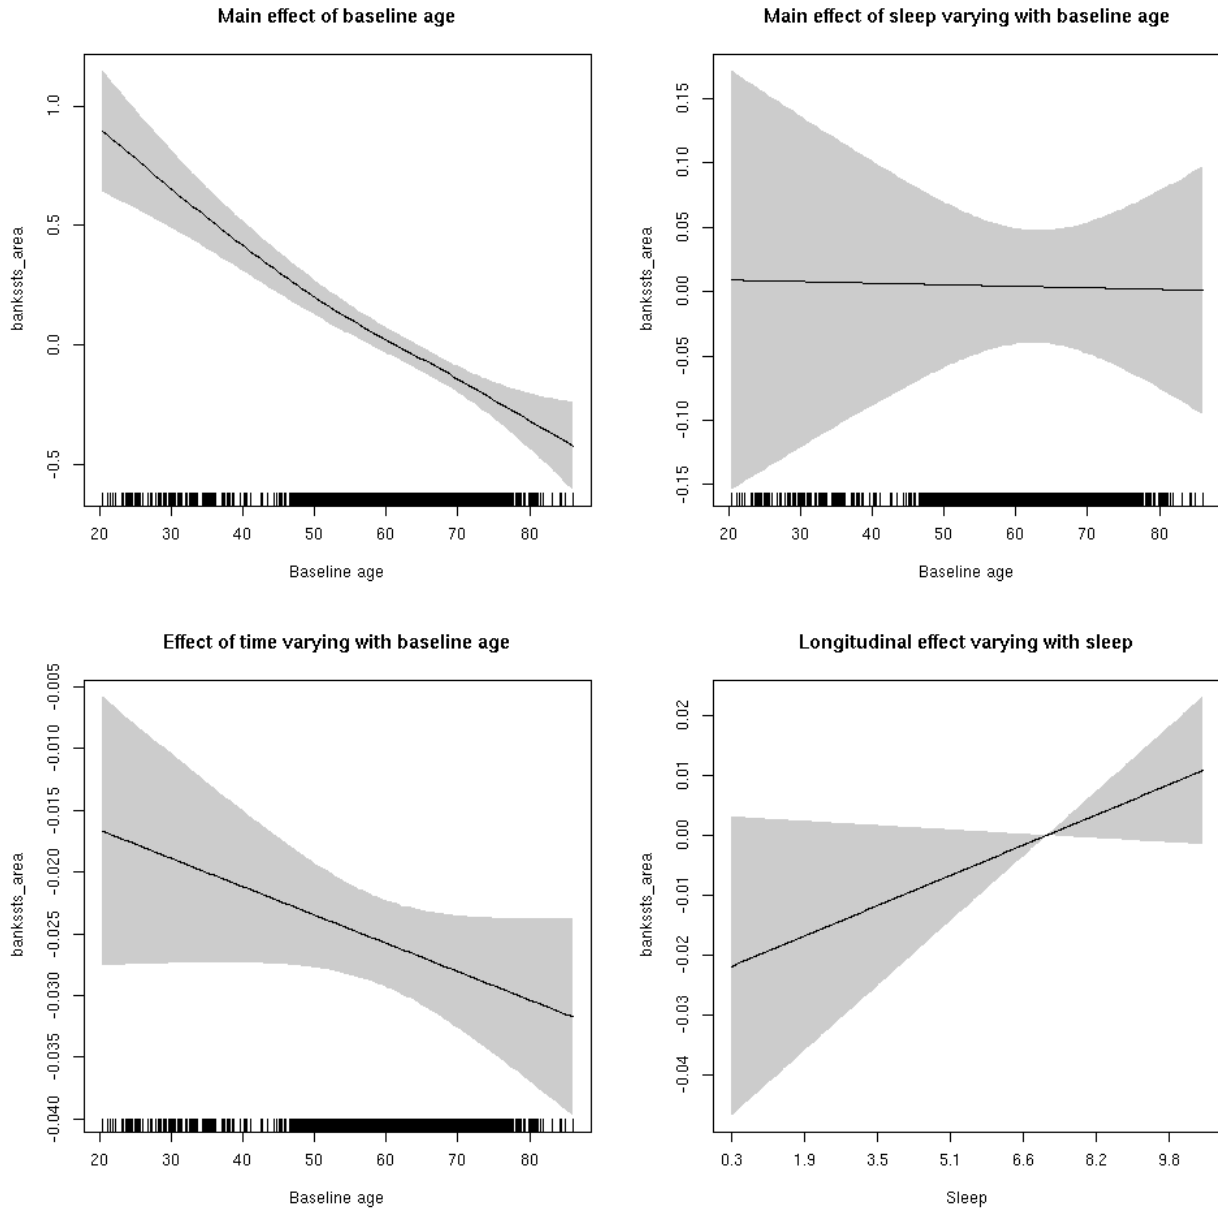 Main effect of baseline age
bankssts_area
1.0
0.5
0.0
-0.5
20 30 40 50 60 70 80
Baseline age
Main effect of sleep varying with baseline age
bankssts_area
0.15
0.10
0.05
0.00
-0.05
-0.10
-0.15
20 30 40 50 60 70 80
Baseline age
Effect of time varying with baseline age
bankssts_area
-0.005
-0.010
-0.015
-0.020
-0.025
-0.030
-0.035
-0.040
20 30 40 50 60 70 80
Baseline age
Longitudinal effect varying with sleep
bankssts_area
0.02
0.01
0.00
-0.01
-0.02
-0.03
-0.04
0.3 1.9 3.5 5.1 6.6 8.2 9.8
Sleep